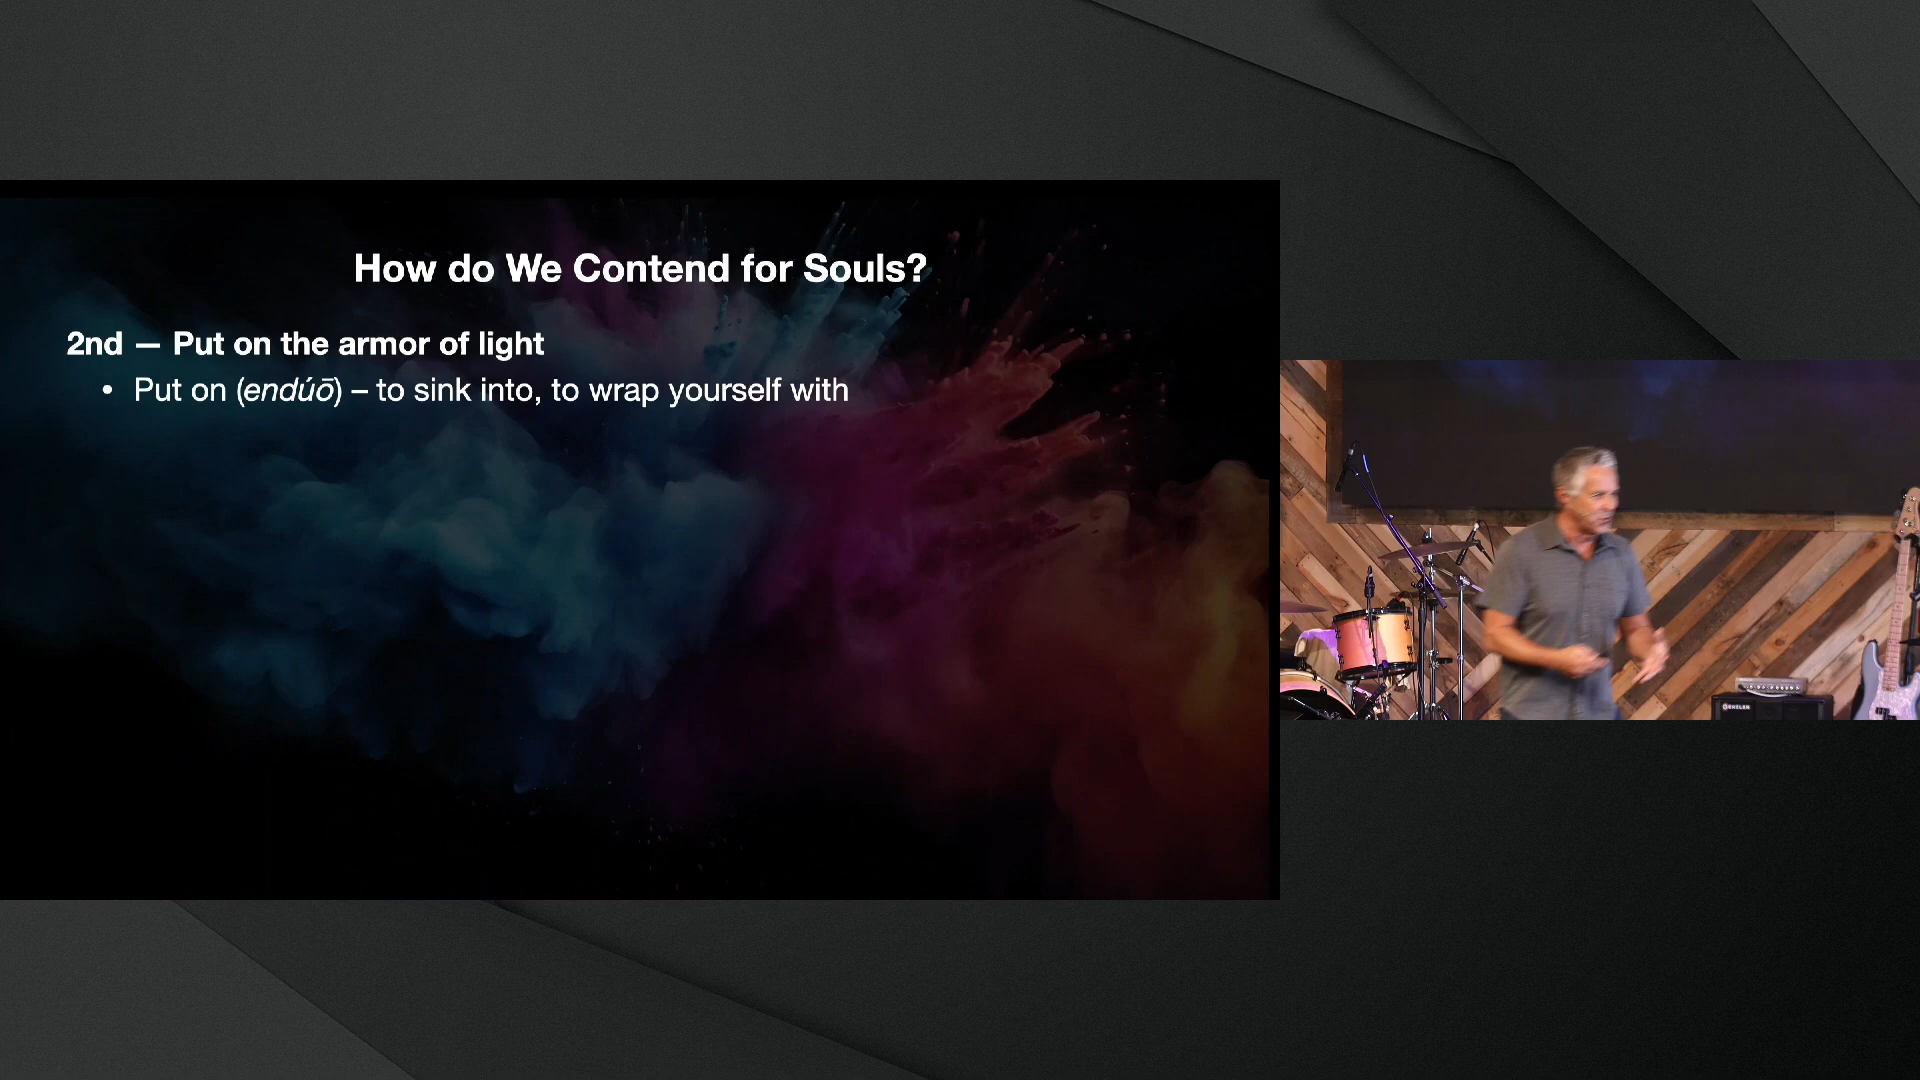 How do We Contend for Souls?
2nd — Put on the armor of light
• Put on (endúō) – to sink into, to wrap yourself with